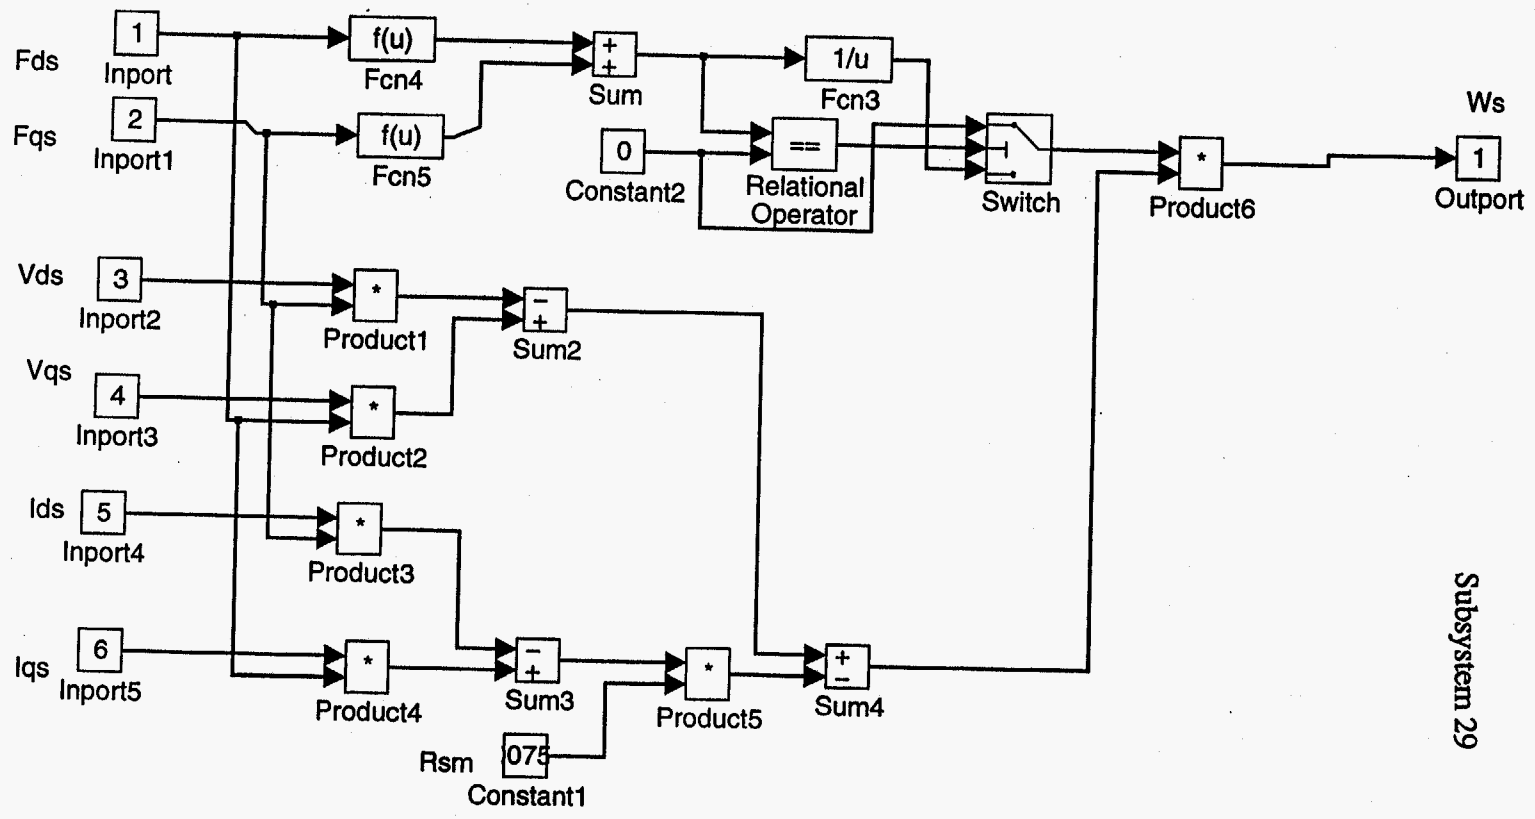 1
Fds
Inport
f(u)
Fcn4
+
+
Sum
1/u
Fcn3
2
Fqs
Inport1
f(u)
Fcn5
0
Constant2
==
Relational
Operator
Switch
*
Product6
Ws
1
Outport
Vds
3
Inport2
*
Product1
−
+
Sum2
Vqs
4
Inport3
*
Product2
Ids
5
Inport4
*
Product3
Iqs
6
Inport5
*
Product4
−
+
Sum3
*
Product5
+
−
Sum4
Rsm
075
Constant1
Subsystem 29